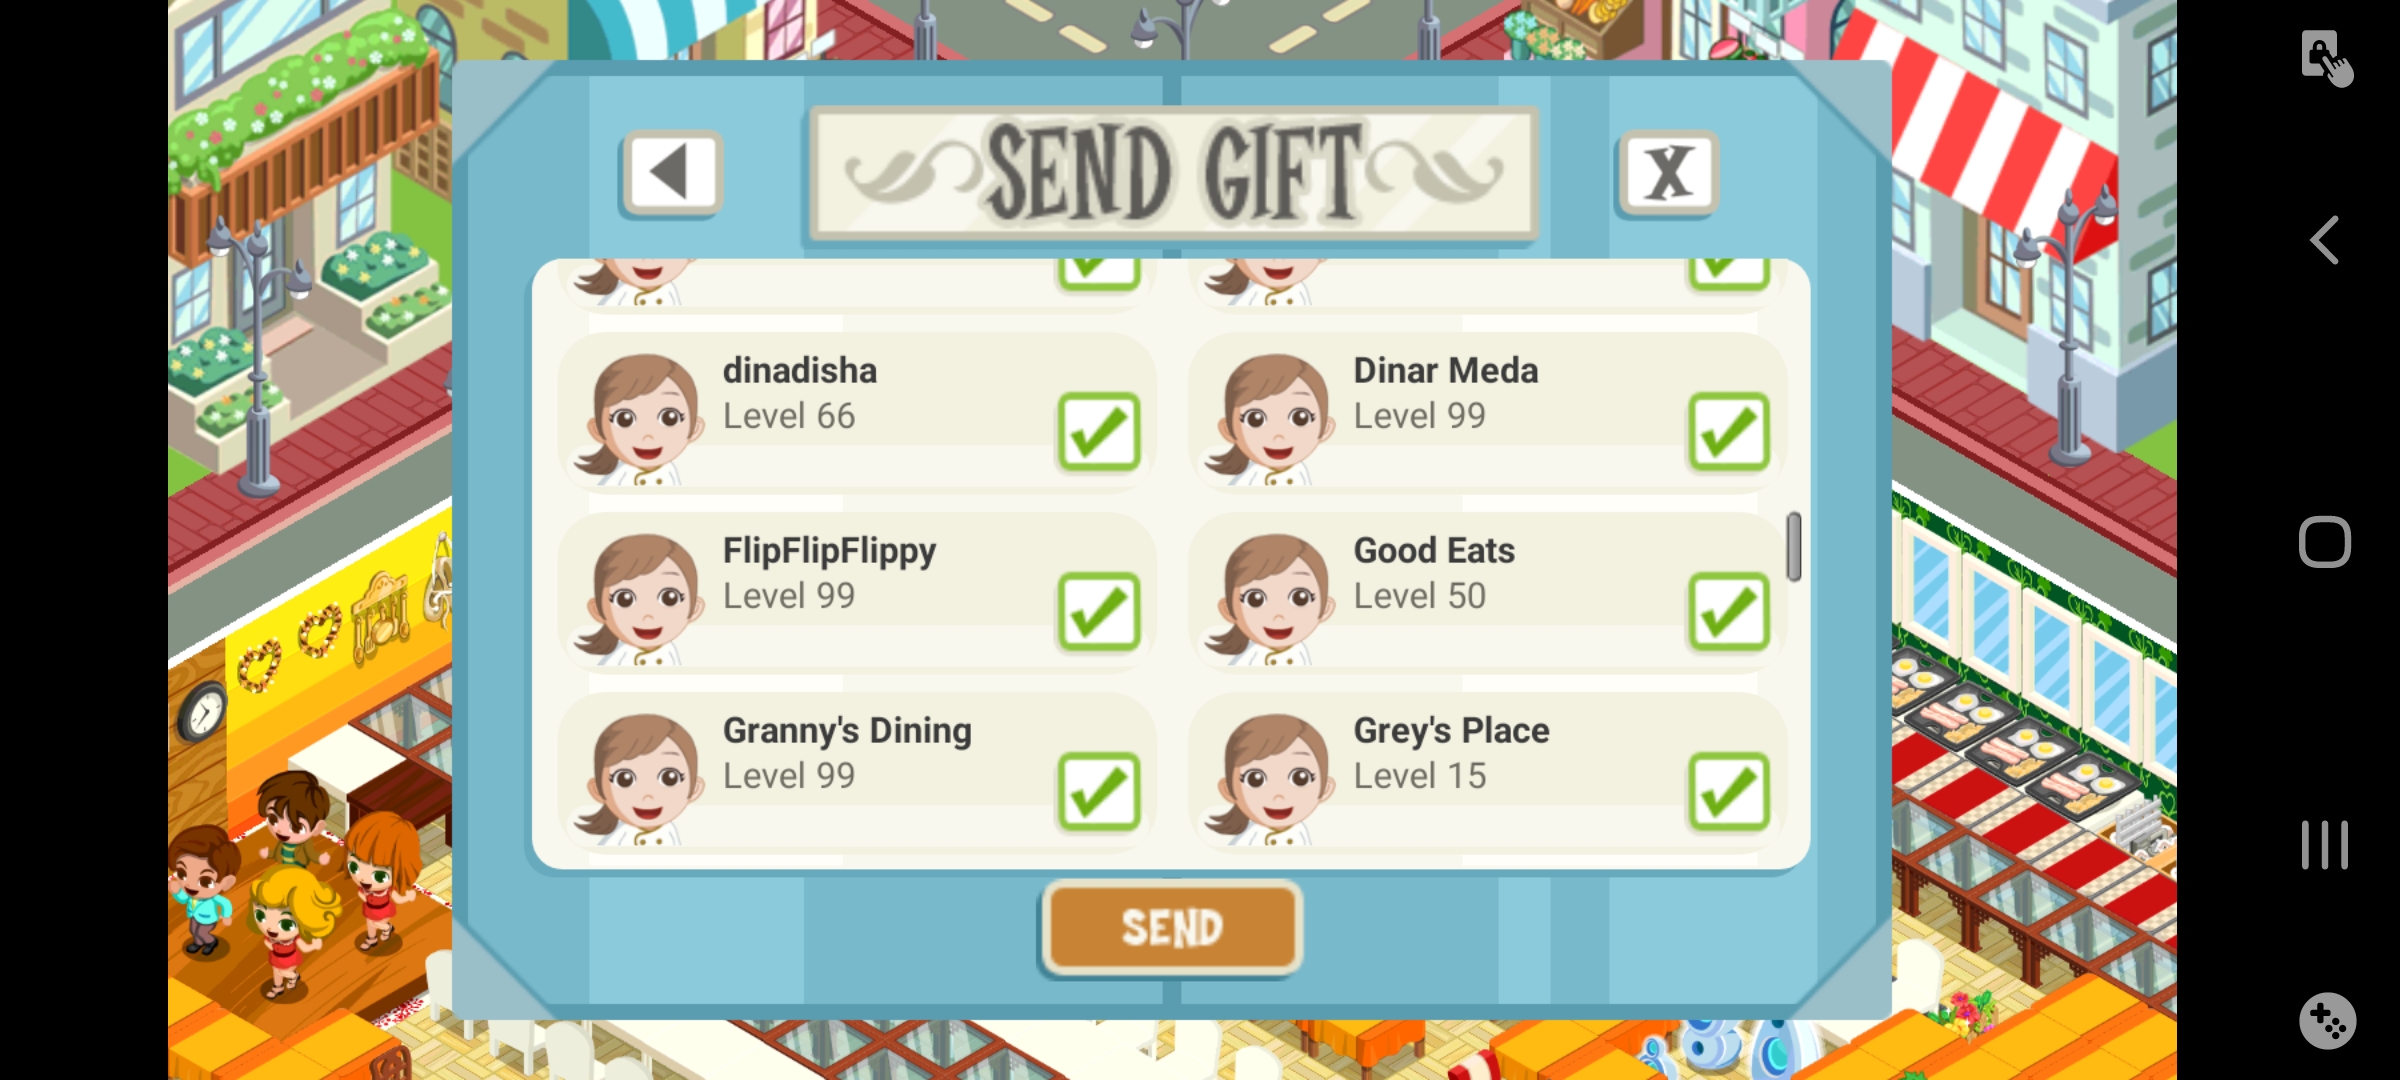 SEND GIFT
X
dinadisha
Level 66
Dinar Meda
Level 99
FlipFlipFlippy
Level 99
Good Eats
Level 50
Granny's Dining
Level 99
Grey's Place
Level 15
SEND